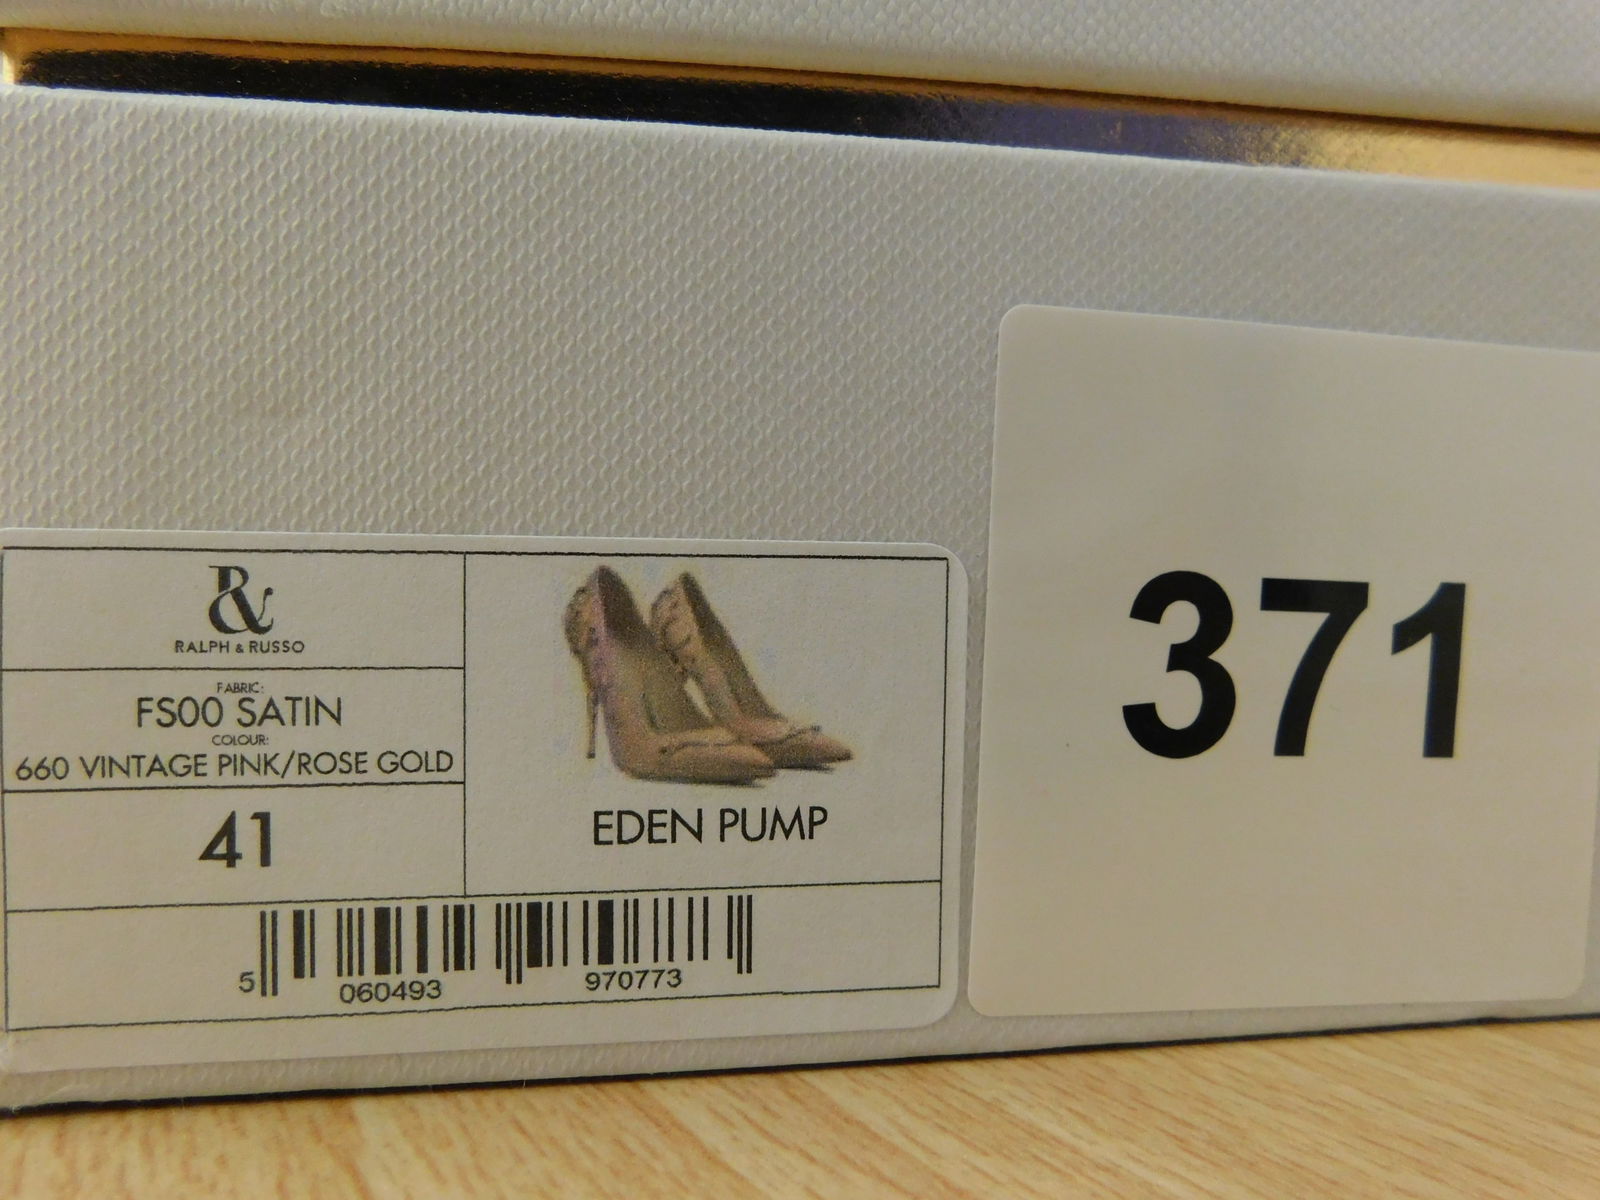 &
RALPH & RUSSO
FABRIC:
FS00 SATIN
COLOUR:
660 VINTAGE PINK/ROSE GOLD
41
EDEN PUMP
5 060493 970773
371